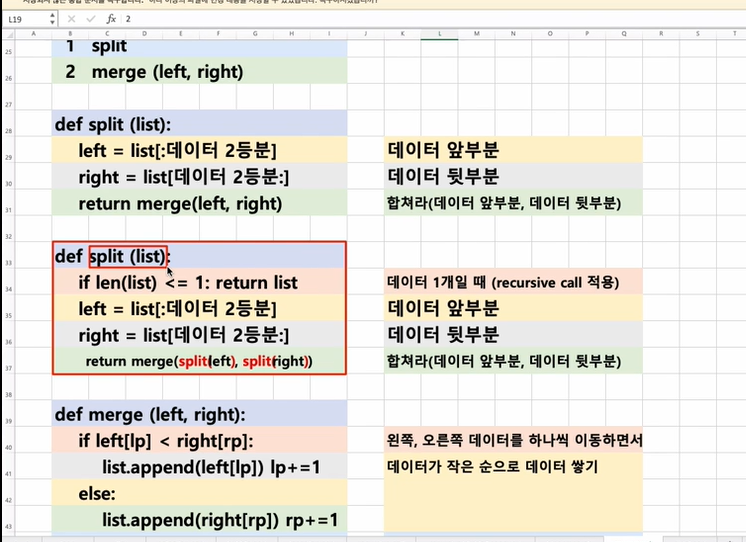 L19
fx 2
A B C D E F G H I J K L M N O P Q R S T
25 1 split
26 2 merge (left, right)
27
28 def split (list):
29 left = list[:데이터 2등분] 데이터 앞부분
30 right = list[데이터 2등분:] 데이터 뒷부분
31 return merge(left, right) 합쳐라(데이터 앞부분, 데이터 뒷부분)
32
33 def split (list):
34 if len(list) <= 1: return list 데이터 1개일 때 (recursive call 적용)
35 left = list[:데이터 2등분] 데이터 앞부분
36 right = list[데이터 2등분:] 데이터 뒷부분
37 return merge(split(left), split(right)) 합쳐라(데이터 앞부분, 데이터 뒷부분)
38
39 def merge (left, right):
40 if left[lp] < right[rp]: 왼쪽, 오른쪽 데이터를 하나씩 이동하면서
41 list.append(left[lp]) lp+=1 데이터가 작은 순으로 데이터 쌓기
42 else:
43 list.append(right[rp]) rp+=1